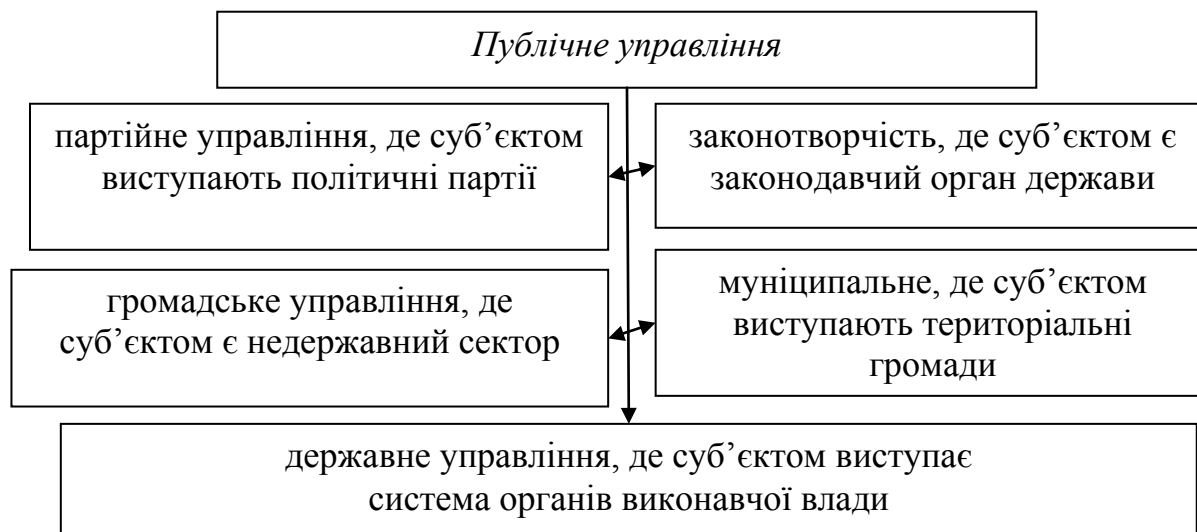 Публічне управління
партійне управління, де суб’єктом
виступають політичні партії
законотворчість, де суб’єктом є
законодавчий орган держави
громадське управління, де
суб’єктом є недержавний сектор
муніципальне, де суб’єктом
виступають територіальні
громади
державне управління, де суб’єктом виступає
система органів виконавчої влади